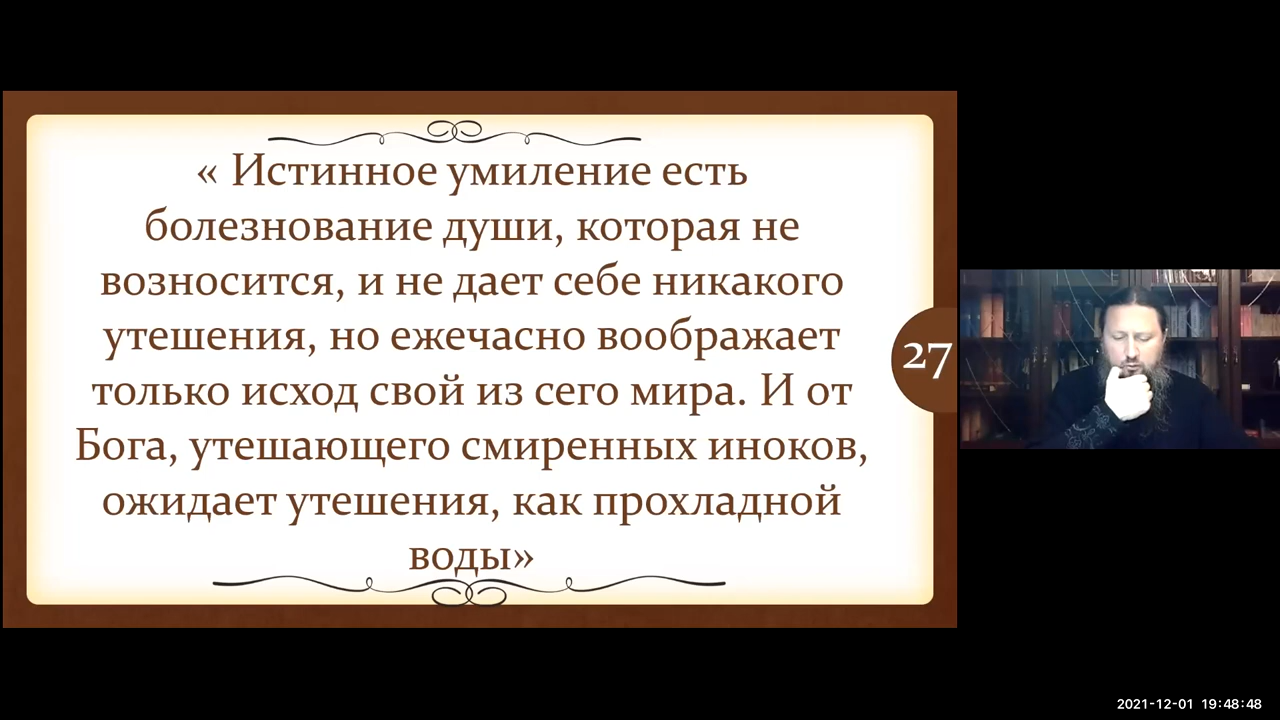 « Истинное умиление есть
болезнование души, которая не
возносится, и не дает себе никакого
утешения, но ежечасно воображает
только исход свой из сего мира. И от
Бога, утешающего смиренных иноков,
ожидает утешения, как прохладной
воды»
27
2021-12-01 19:48:48